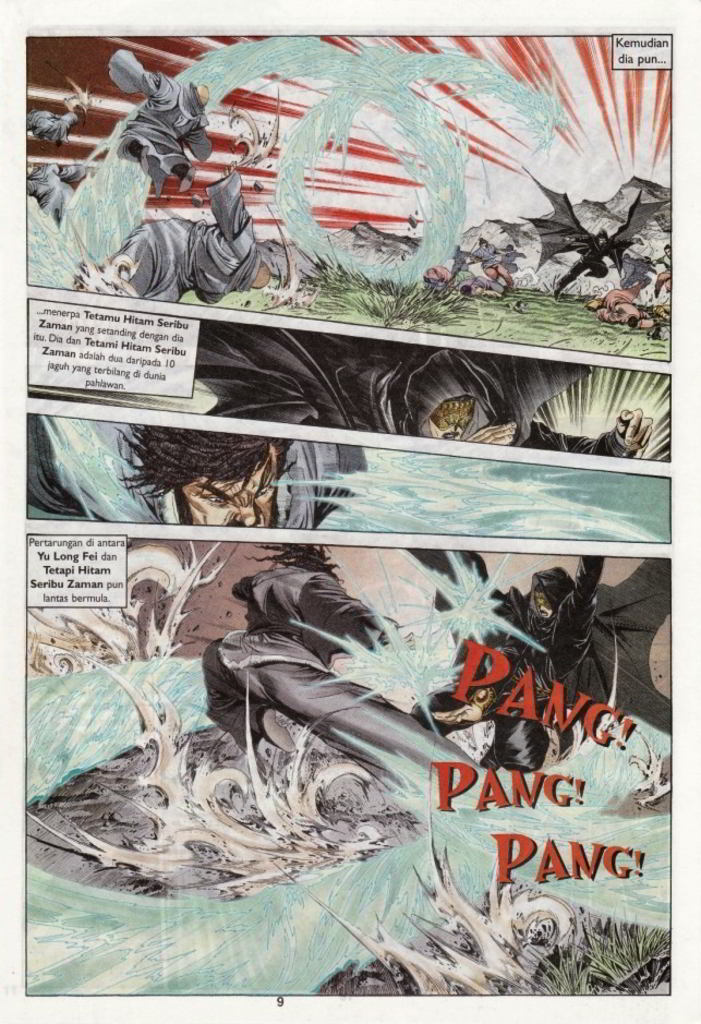 Kemudian
dia pun...
...menerpa Tetamu Hitam Seribu
Zaman yang setanding dengan dia
itu. Dia dan Tetami Hitam Seribu
Zaman adalah dua daripada 10
jaguh yang terbilang di dunia
pahlawan.
Pertarungan di antara
Yu Long Fei dan
Tetapi Hitam
Seribu Zaman pun
lantas bermula.
PANG!
PANG!
PANG!
9